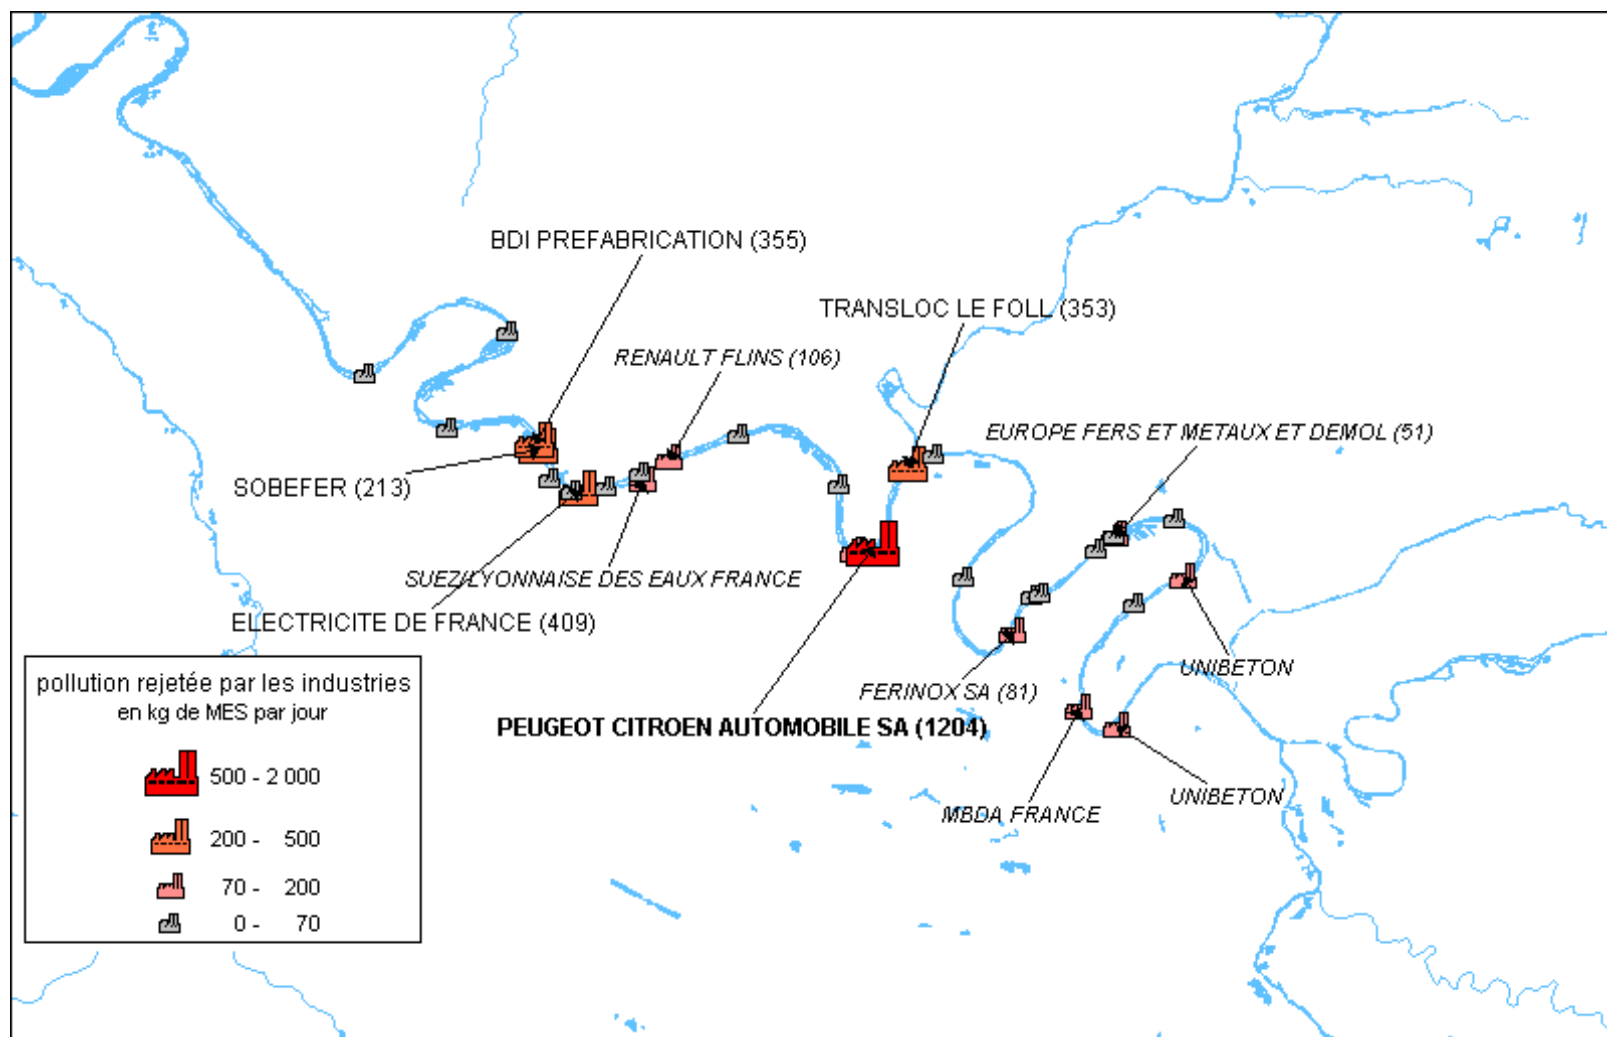 BDI PREFABRICATION (355)
TRANSLOC LE FOLL (353)
RENAULT FLINS (106)
EUROPE FERS ET METAUX ET DEMOL (51)
SOBEFER (213)
SUEZ/LYONNAISE DES EAUX FRANCE
ELECTRICITE DE FRANCE (409)
UNIBETON
FERINOX SA (81)
PEUGEOT CITROEN AUTOMOBILE SA (1204)
UNIBETON
MBDA FRANCE
pollution rejetée par les industries
en kg de MES par jour
500 - 2 000
200 - 500
70 - 200
0 - 70